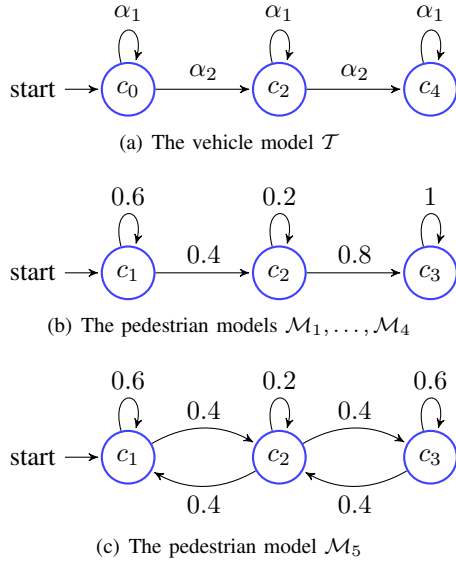 α₁ α₁ α₁
start c₀ α₂ c₂ α₂ c₄
(a) The vehicle model 𝒯
0.6 0.2 1
start c₁ 0.4 c₂ 0.8 c₃
(b) The pedestrian models ℳ₁, . . . , ℳ₄
0.6 0.2 0.6
0.4 0.4
start c₁ c₂ c₃
0.4 0.4
(c) The pedestrian model ℳ₅